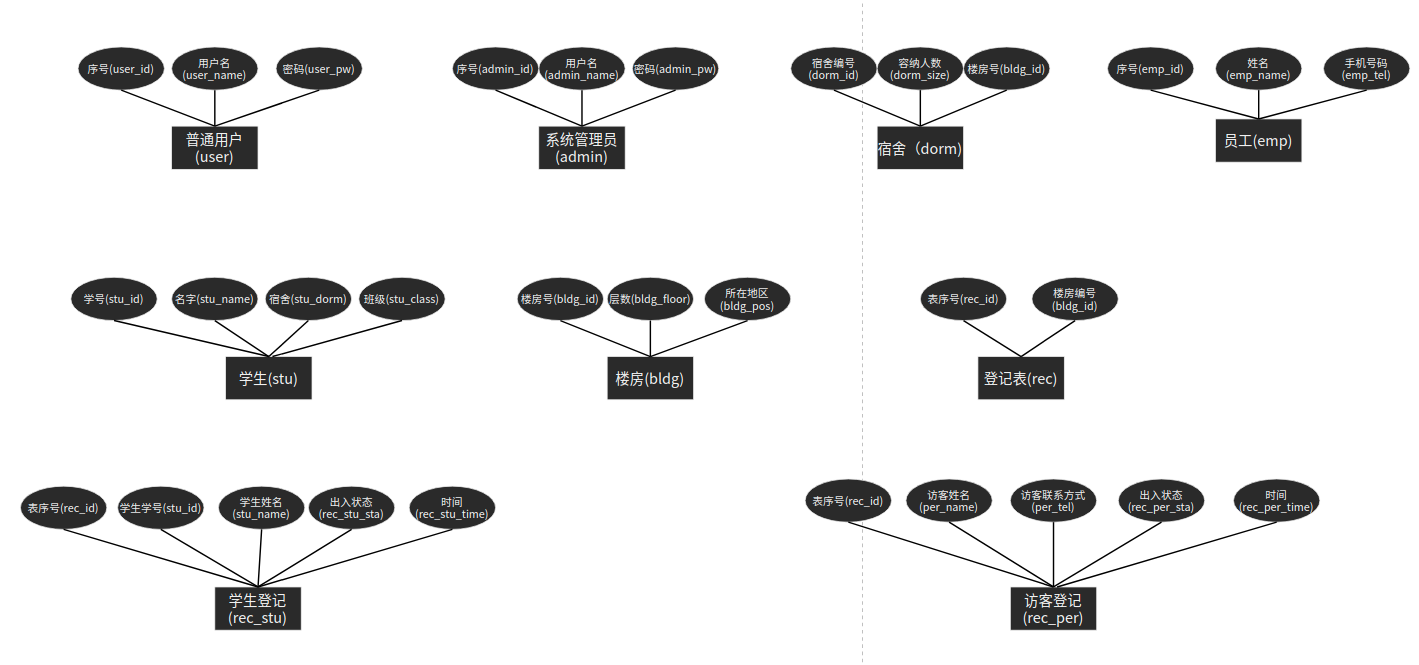 序号(user_id)
用户名
(user_name)
密码(user_pw)
普通用户
(user)
序号(admin_id)
用户名
(admin_name)
密码(admin_pw)
系统管理员
(admin)
宿舍编号
(dorm_id)
容纳人数
(dorm_size)
楼房号(bldg_id)
宿舍（dorm)
序号(emp_id)
姓名
(emp_name)
手机号码
(emp_tel)
员工(emp)
学号(stu_id)
名字(stu_name)
宿舍(stu_dorm)
班级(stu_class)
学生(stu)
楼房号(bldg_id)
层数(bldg_floor)
所在地区
(bldg_pos)
楼房(bldg)
表序号(rec_id)
楼房编号
(bldg_id)
登记表(rec)
表序号(rec_id)
学生学号(stu_id)
学生姓名
(stu_name)
出入状态
(rec_stu_sta)
时间
(rec_stu_time)
学生登记
(rec_stu)
表序号(rec_id)
访客姓名
(per_name)
访客联系方式
(per_tel)
出入状态
(rec_per_sta)
时间
(rec_per_time)
访客登记
(rec_per)